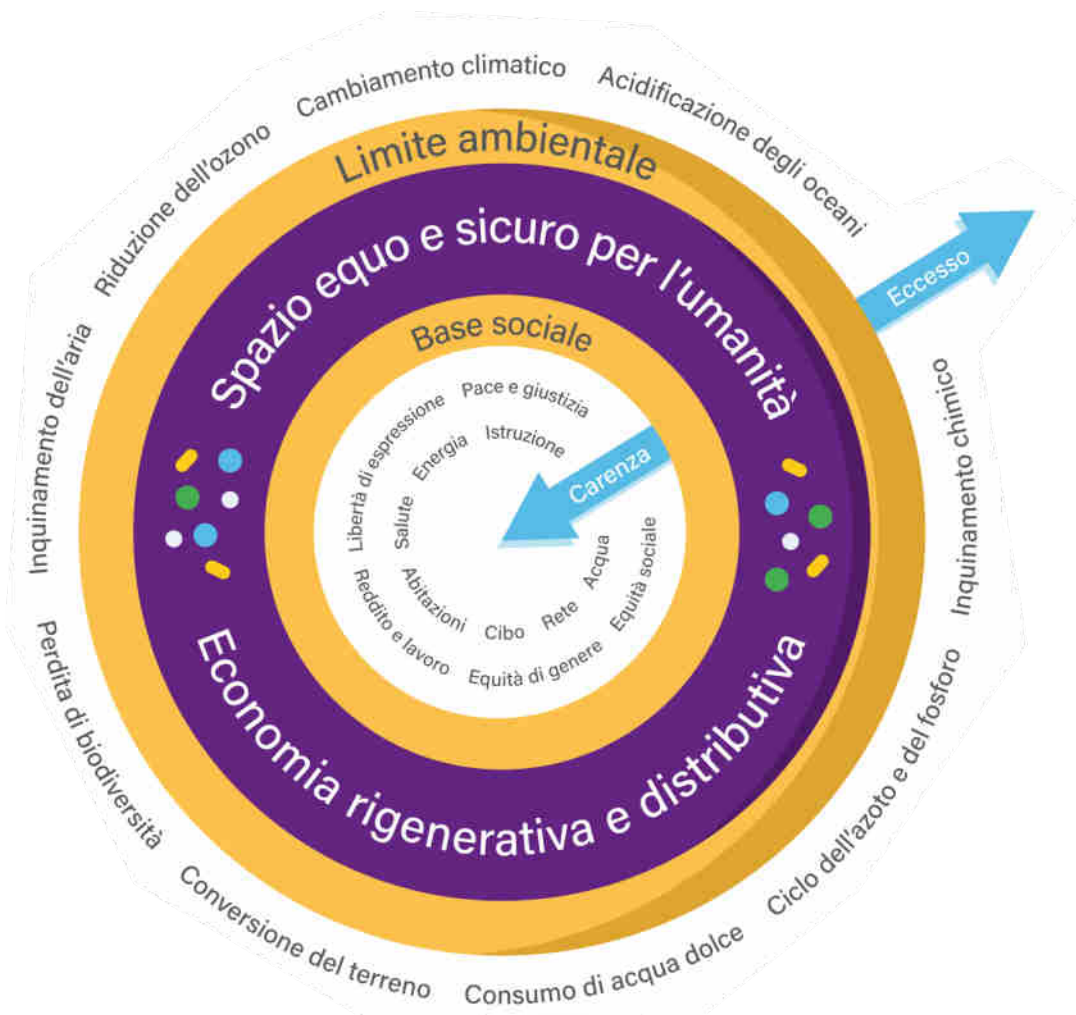 Cambiamento climatico
Acidificazione degli oceani
Riduzione dell'ozono
Limite ambientale
Spazio equo e sicuro per l'umanità
Eccesso
Base sociale
Inquinamento dell'aria
Inquinamento chimico
Pace e giustizia
Libertà di espressione
Istruzione
Energia
Carenza
Salute
Acqua
Equità sociale
Abitazioni
Rete
Cibo
Reddito e lavoro
Equità di genere
Economia rigenerativa e distributiva
Perdita di biodiversità
Ciclo dell'azoto e del fosforo
Conversione del terreno
Consumo di acqua dolce